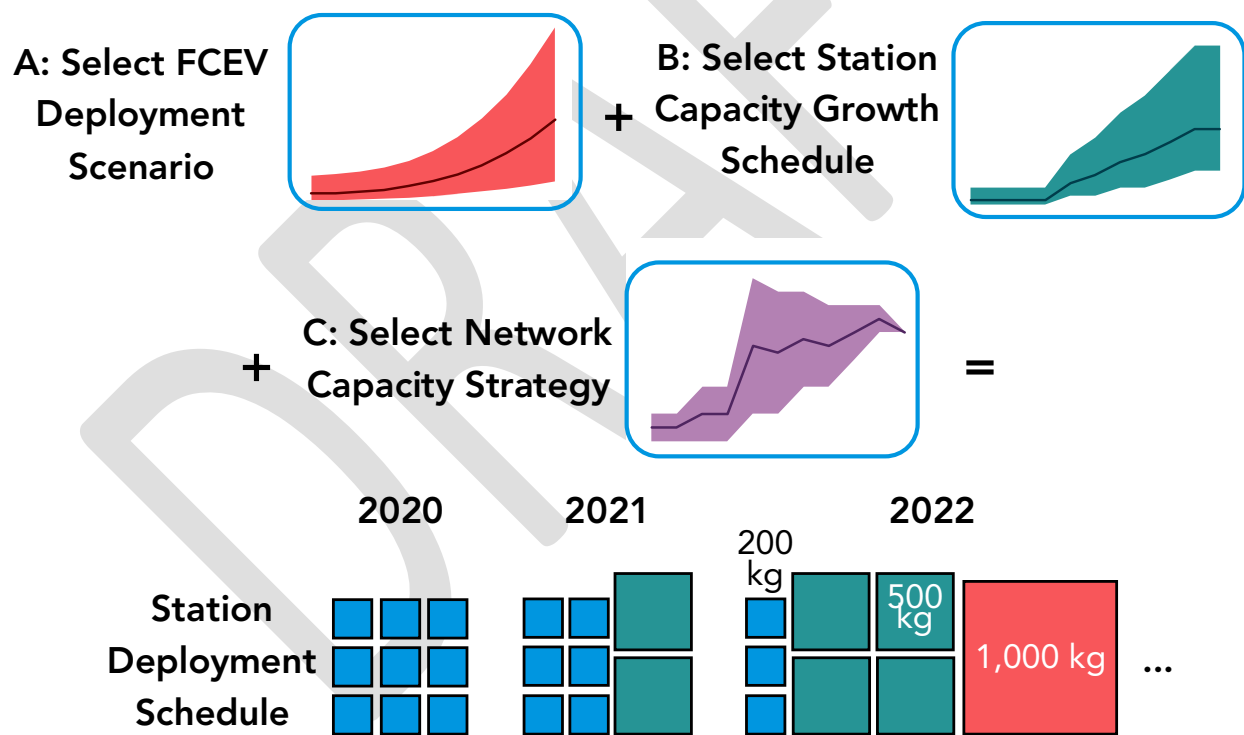 A: Select FCEV
Deployment
Scenario
+
B: Select Station
Capacity Growth
Schedule
+
C: Select Network
Capacity Strategy
=
2020
2021
2022
200
kg
Station
Deployment
Schedule
500
kg
1,000 kg
...
DRAF